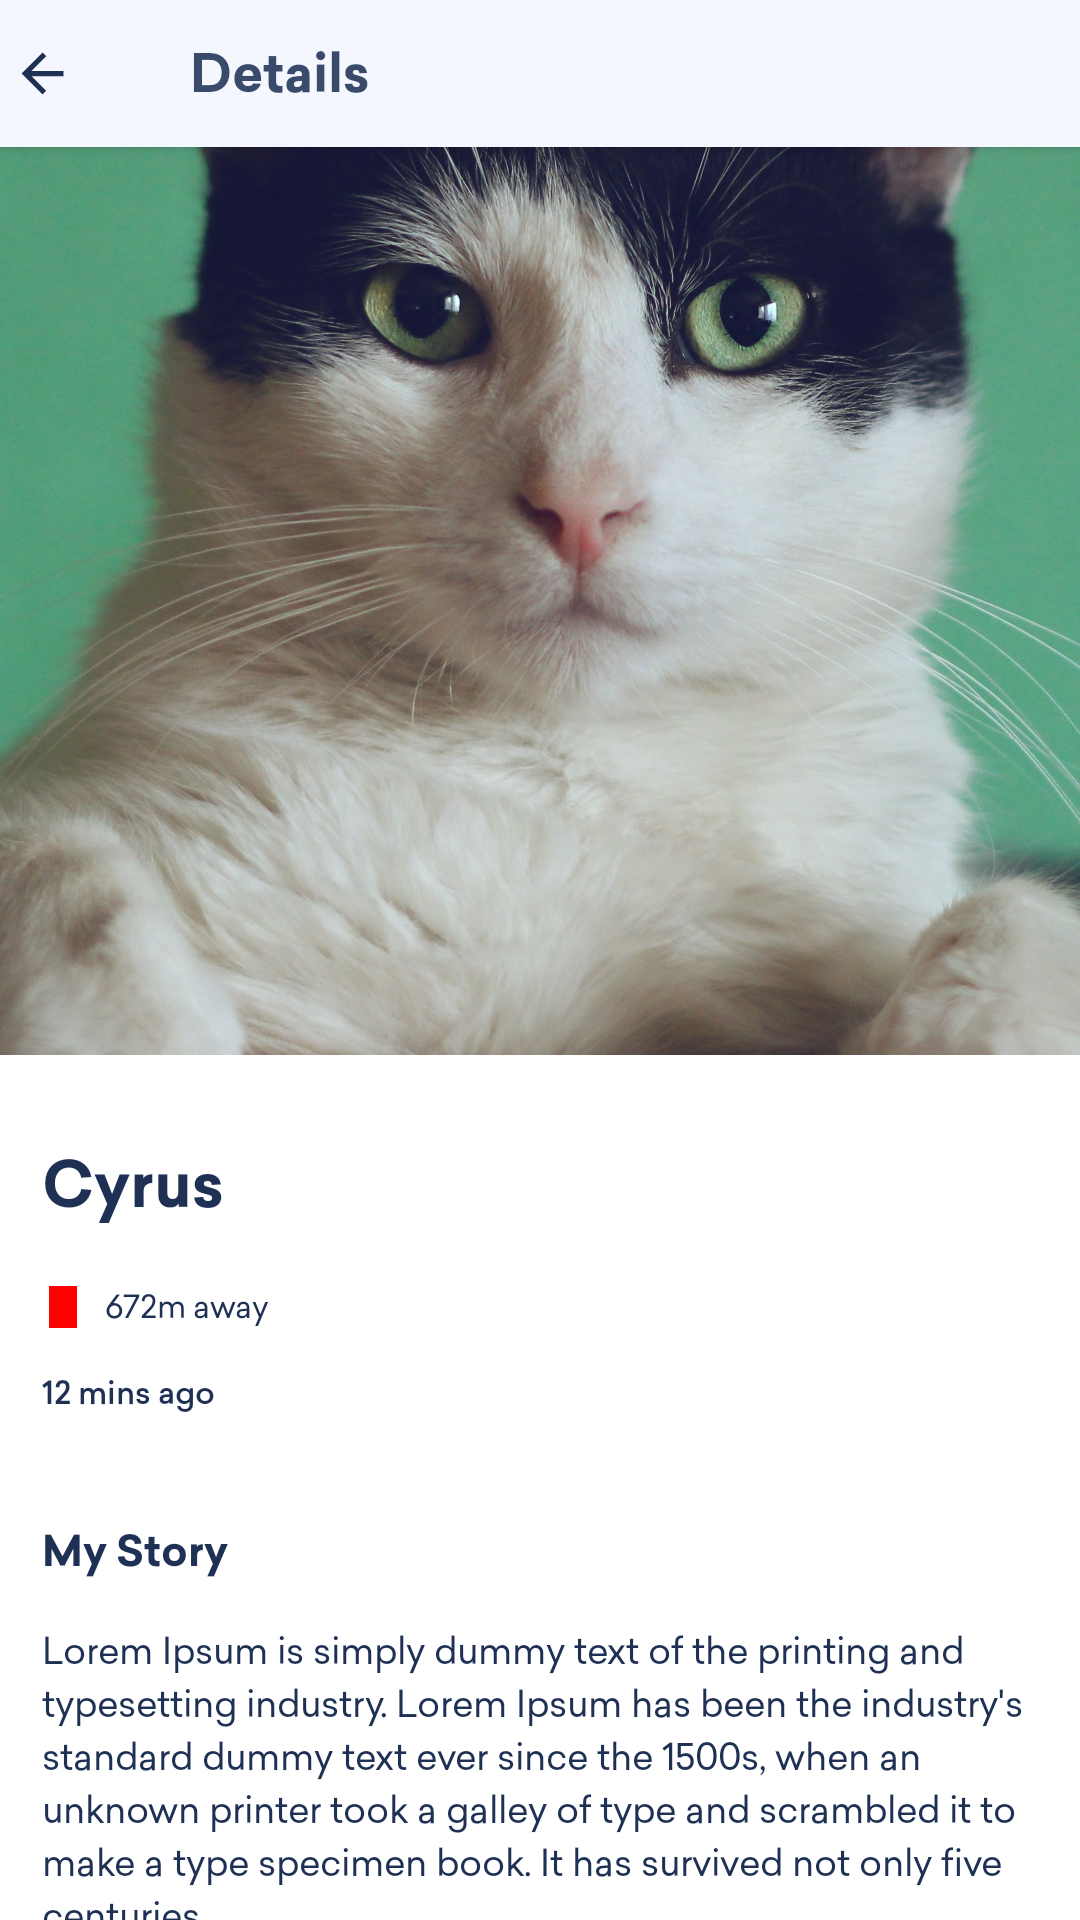 Details
Cyrus
672m away
12 mins ago
My Story
Lorem Ipsum is simply dummy text of the printing and
typesetting industry. Lorem Ipsum has been the industry's
standard dummy text ever since the 1500s, when an
unknown printer took a galley of type and scrambled it to
make a type specimen book. It has survived not only five
centuries